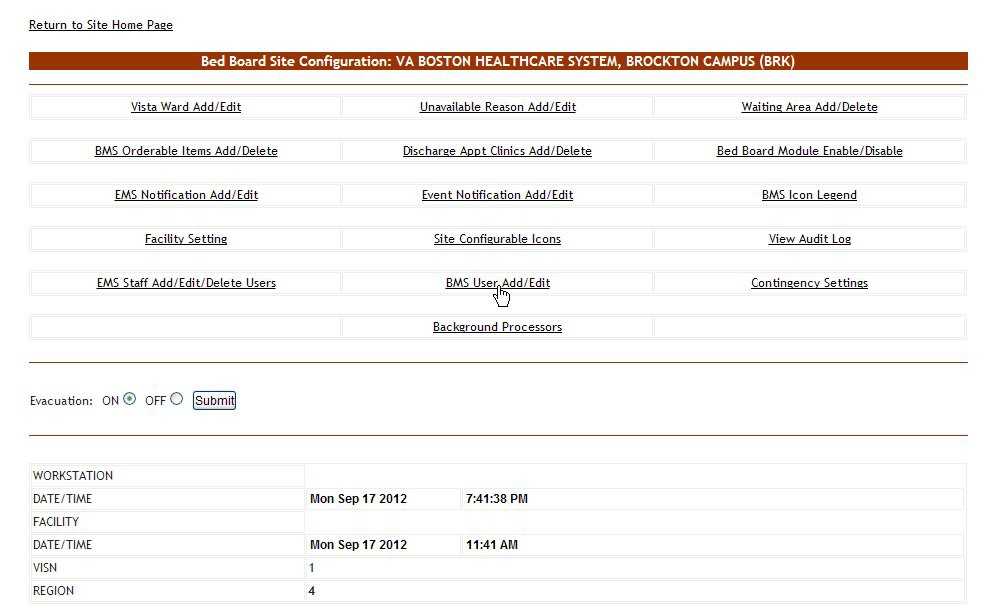 Return to Site Home Page
Bed Board Site Configuration: VA BOSTON HEALTHCARE SYSTEM, BROCKTON CAMPUS (BRK)
Vista Ward Add/Edit Unavailable Reason Add/Edit Waiting Area Add/Delete
BMS Orderable Items Add/Delete Discharge Appt Clinics Add/Delete Bed Board Module Enable/Disable
EMS Notification Add/Edit Event Notification Add/Edit BMS Icon Legend
Facility Setting Site Configurable Icons View Audit Log
EMS Staff Add/Edit/Delete Users BMS User Add/Edit Contingency Settings
Background Processors
Evacuation: ON OFF Submit
WORKSTATION
DATE/TIME Mon Sep 17 2012 7:41:38 PM
FACILITY
DATE/TIME Mon Sep 17 2012 11:41 AM
VISN 1
REGION 4